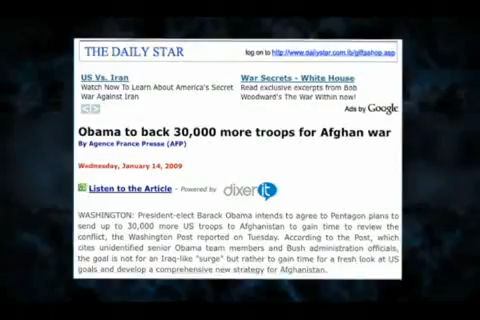 THE DAILY STAR
log on to http://www.dailystar.com.lb/giftshop.asp
US Vs. Iran
Watch Now To Learn About America's Secret
War Against Iran
War Secrets - White House
Read exclusive excerpts from Bob
Woodward's The War Within now!
Ads by Google
Obama to back 30,000 more troops for Afghan war
By Agence France Presse (AFP)
Wednesday, January 14, 2009
Listen to the Article - Powered by dixerit
WASHINGTON: President-elect Barack Obama intends to agree to Pentagon plans to
send up to 30,000 more US troops to Afghanistan to gain time to review the
conflict, the Washington Post reported on Tuesday. According to the Post, which
cites unidentified senior Obama team members and Bush administration officials,
the goal is not for an Iraq-like "surge" but rather to gain time for a fresh look at US
goals and develop a comprehensive new strategy for Afghanistan.